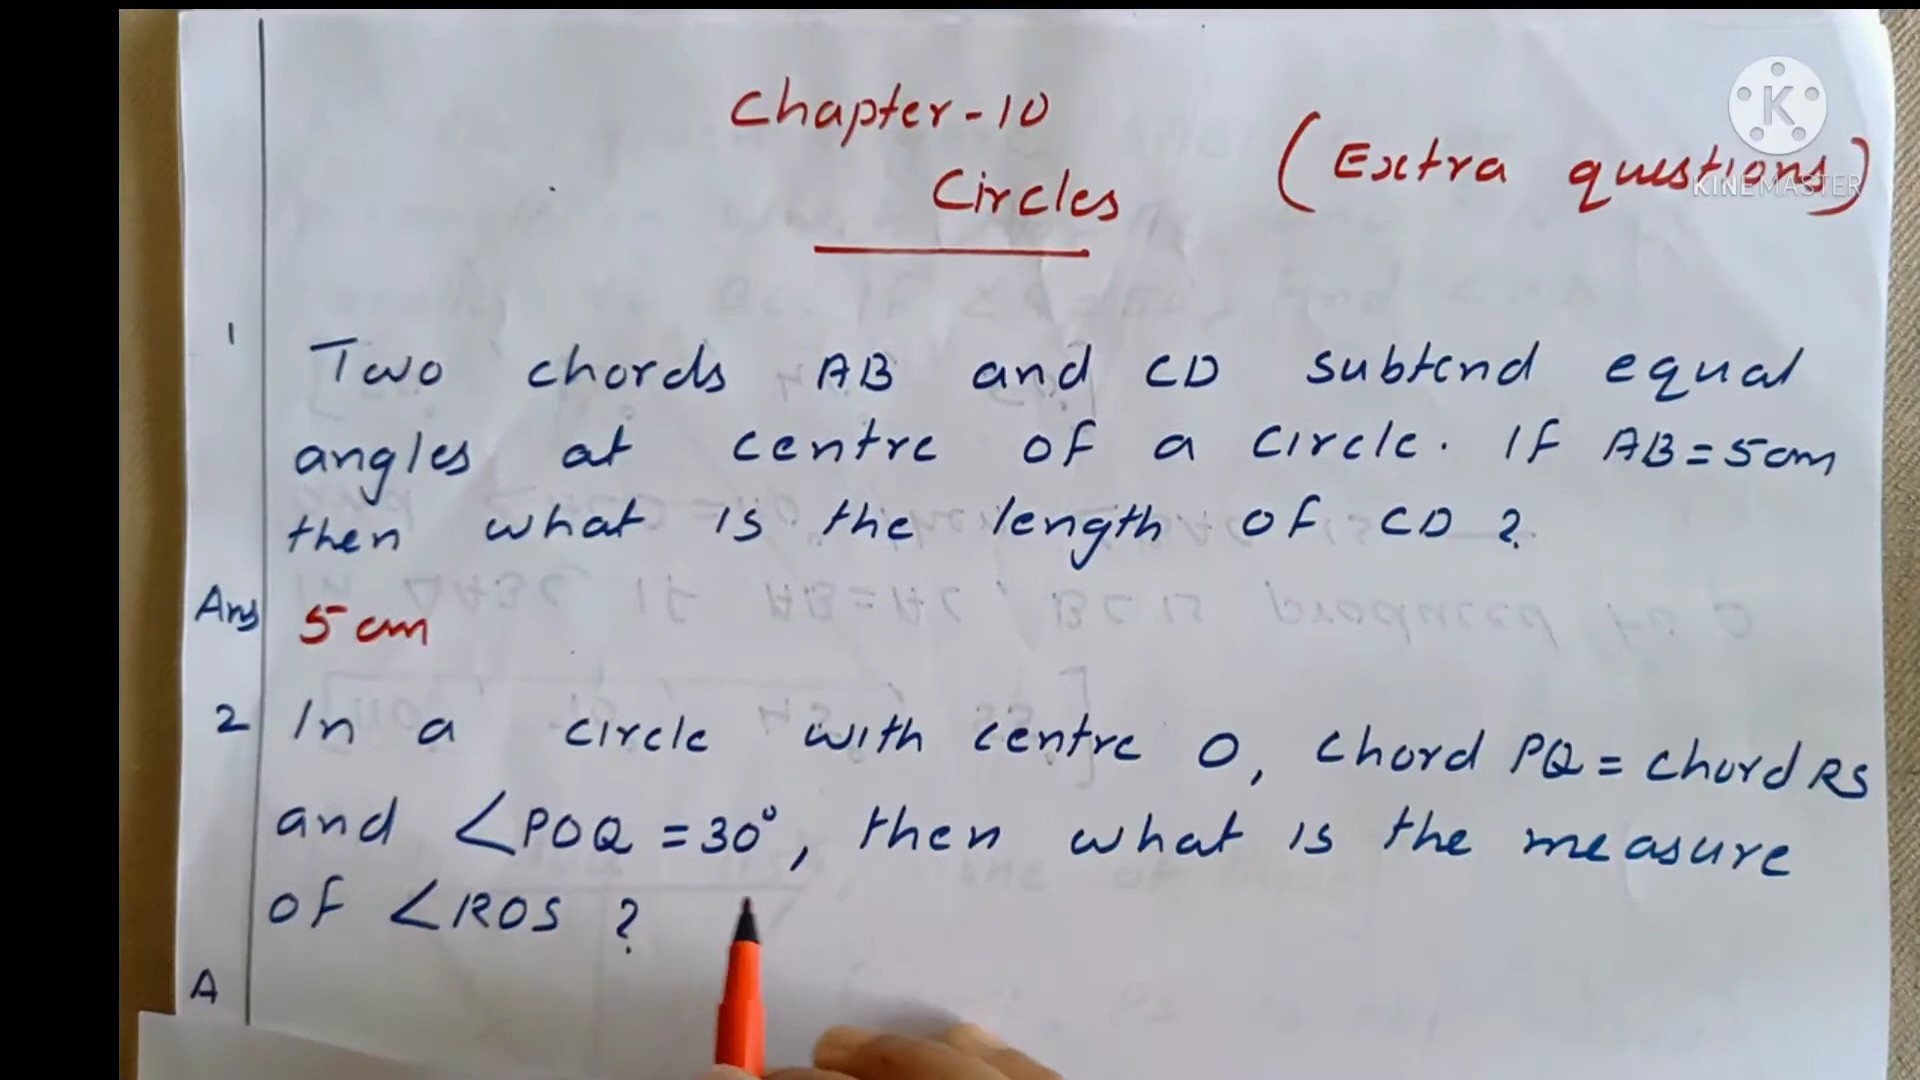 Chapter-10
Circles
(Extra questions)
K
KINEMASTER
1
Two chords AB and CD subtend equal
angles at centre of a circle. If AB=5cm
then what is the length of CD?
Ans 5cm
2 In a circle with centre O, chord PQ = chord RS
and ∠POQ = 30°, then what is the measure
of ∠ROS ?
A